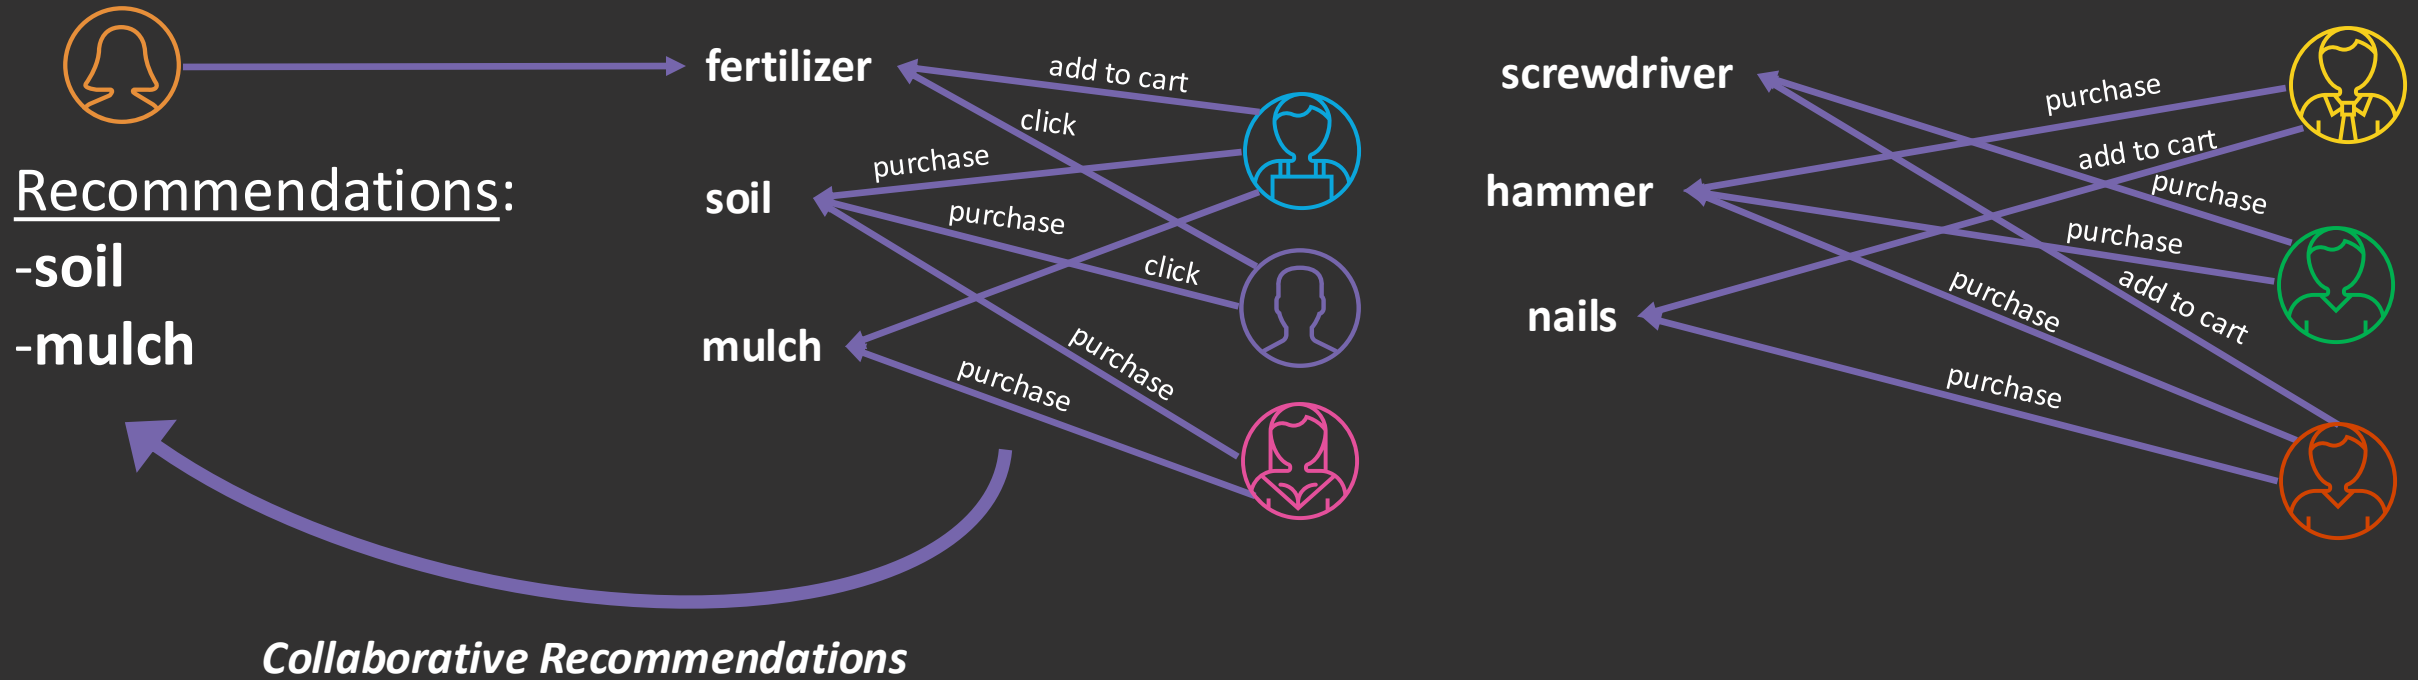 fertilizer
add to cart
click
purchase
soil
purchase
click
mulch
purchase
purchase
screwdriver
purchase
add to cart
purchase
hammer
purchase
add to cart
purchase
nails
purchase
Recommendations:
-soil
-mulch
Collaborative Recommendations